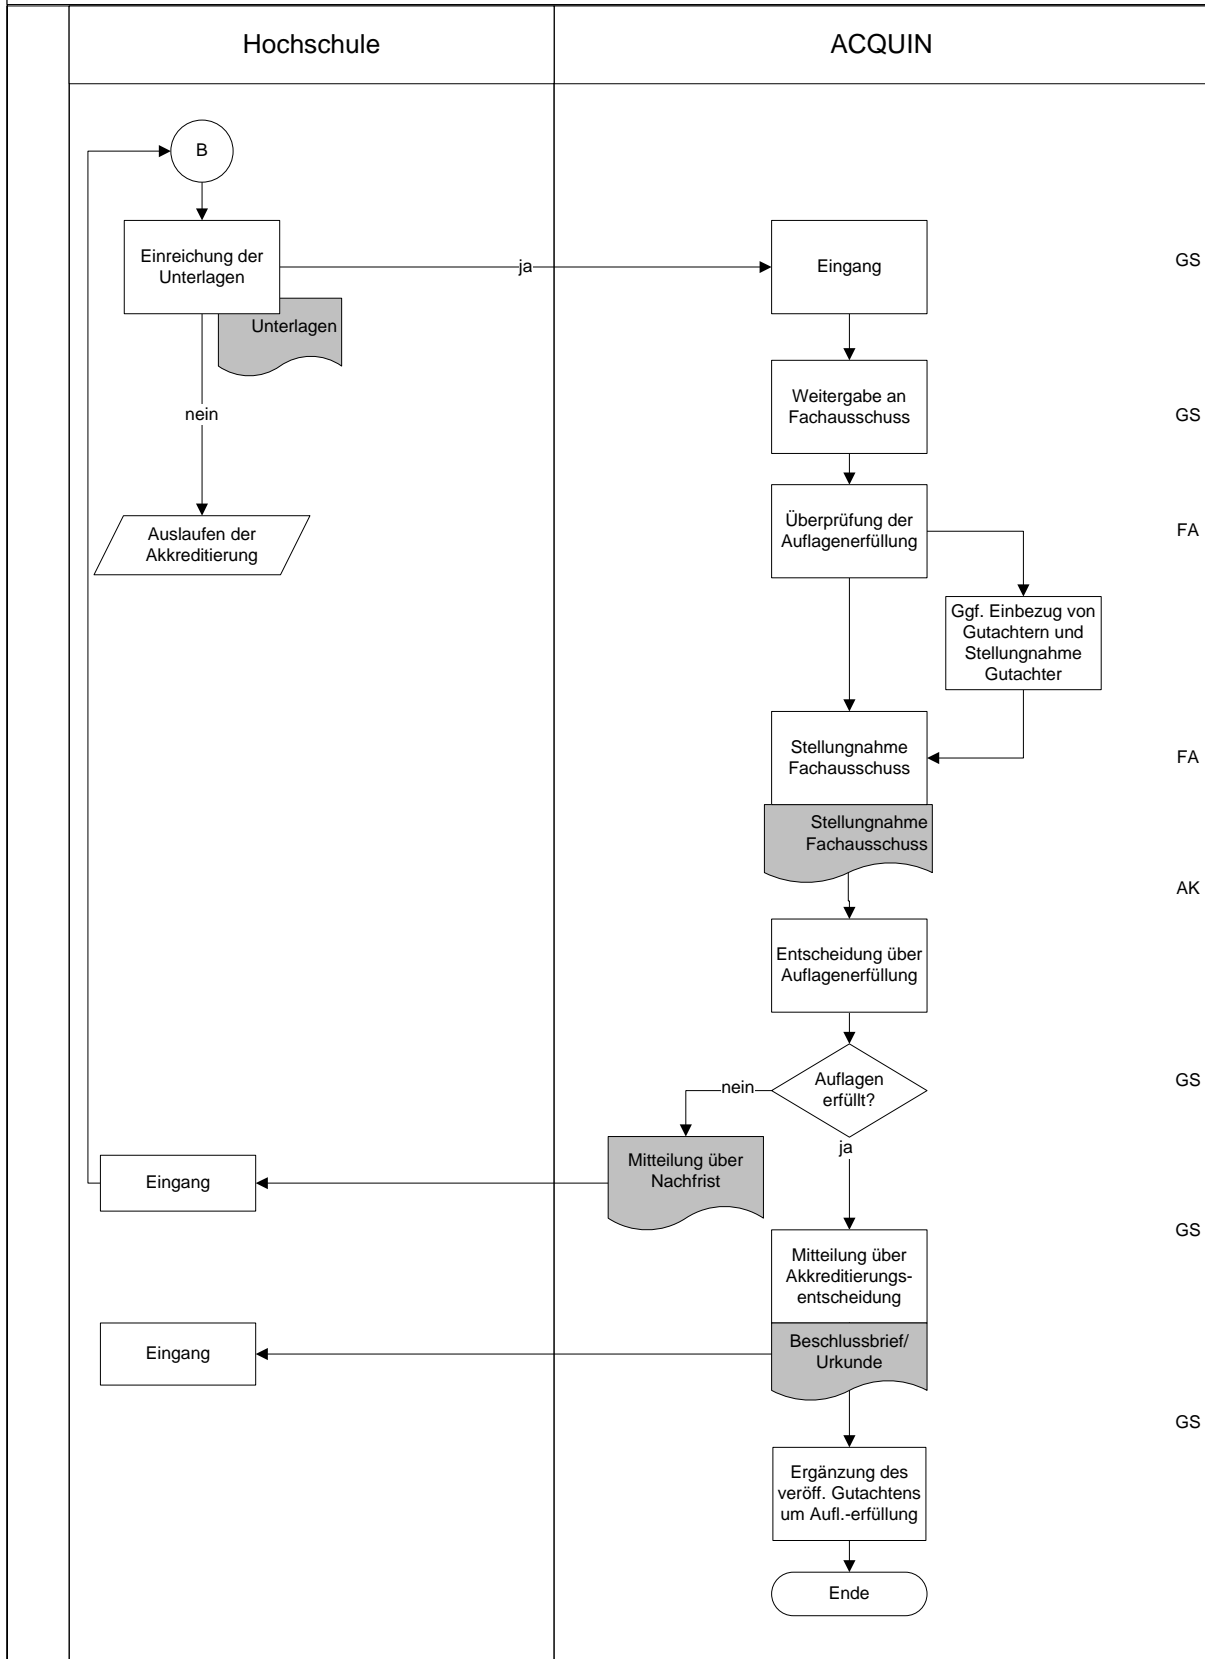 Hochschule
ACQUIN
B
Einreichung der
Unterlagen
ja
Eingang
GS
Unterlagen
nein
Weitergabe an
Fachausschuss
GS
Auslaufen der
Akkreditierung
Überprüfung der
Auflagenerfüllung
FA
Ggf. Einbezug von
Gutachtern und
Stellungnahme
Gutachter
Stellungnahme
Fachausschuss
FA
Stellungnahme
Fachausschuss
AK
Entscheidung über
Auflagenerfüllung
Auflagen
erfüllt?
GS
nein
ja
Mitteilung über
Nachfrist
Eingang
GS
Mitteilung über
Akkreditierungs-
entscheidung
Beschlussbrief/
Urkunde
Eingang
GS
Ergänzung des
veröff. Gutachtens
um Aufl.-erfüllung
Ende